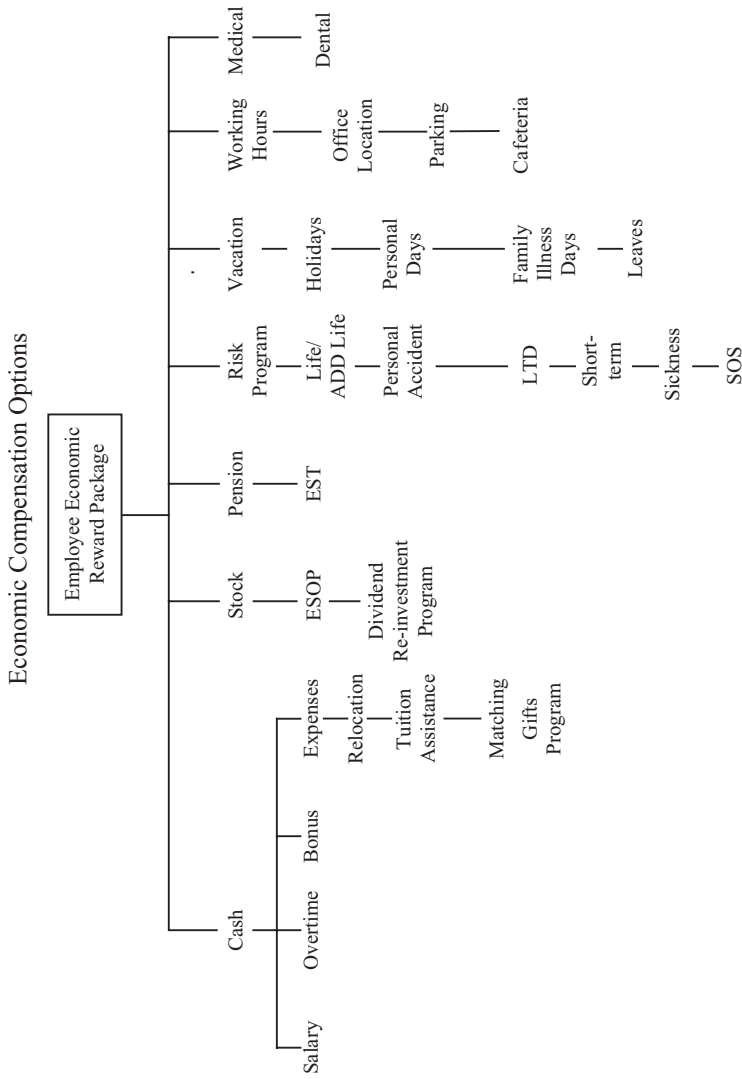 Economic Compensation Options
Employee Economic
Reward Package
Cash
Salary
Overtime
Bonus
Expenses
Relocation
Tuition
Assistance
Matching
Gifts
Program
Stock
ESOP
Dividend
Re-investment
Program
Pension
EST
Risk
Program
Life/
ADD Life
Personal
Accident
LTD
Short-
term
Sickness
SOS
Vacation
Holidays
Personal
Days
Family
Illness
Days
Leaves
Working
Hours
Office
Location
Parking
Cafeteria
Medical
Dental